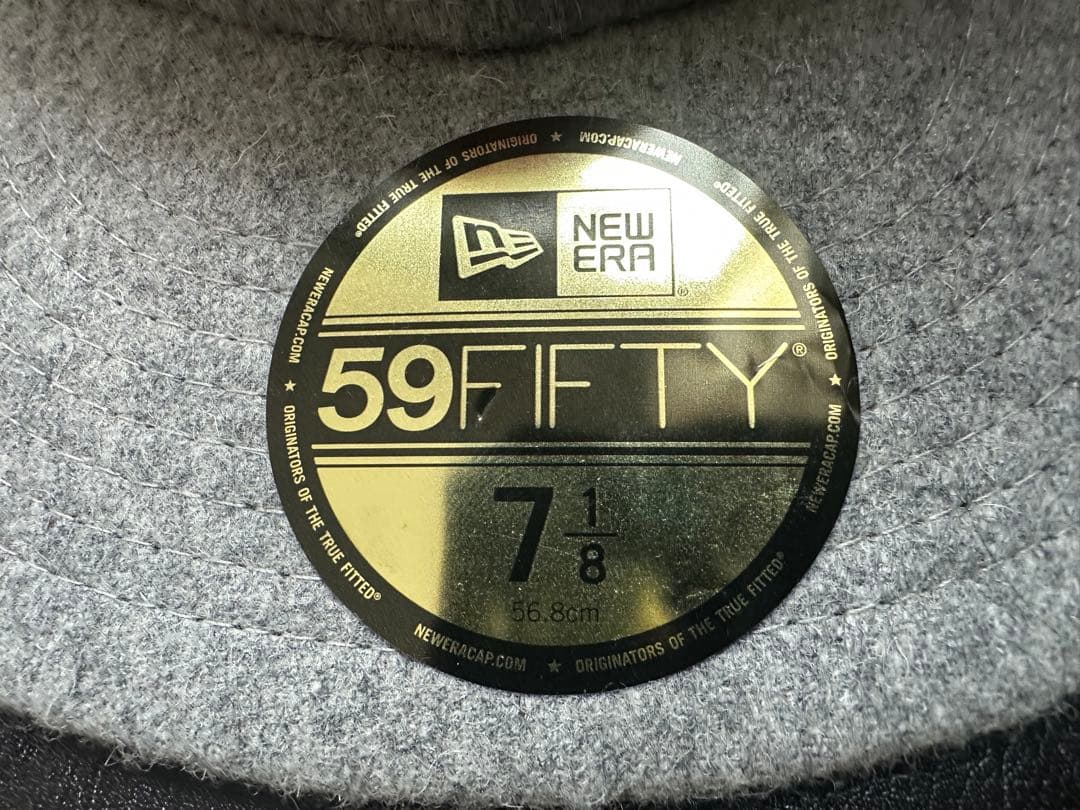 NEW
ERA®
59FIFTY®
7 1/8
56.8cm
NEWERACAP.COM ★ ORIGINATORS OF THE TRUE FITTED®
NEWERACAP.COM ★ ORIGINATORS OF THE TRUE FITTED®
NEWERACAP.COM ★ ORIGINATORS OF THE TRUE FITTED®
NEWERACAP.COM ★ ORIGINATORS OF THE TRUE FITTED®